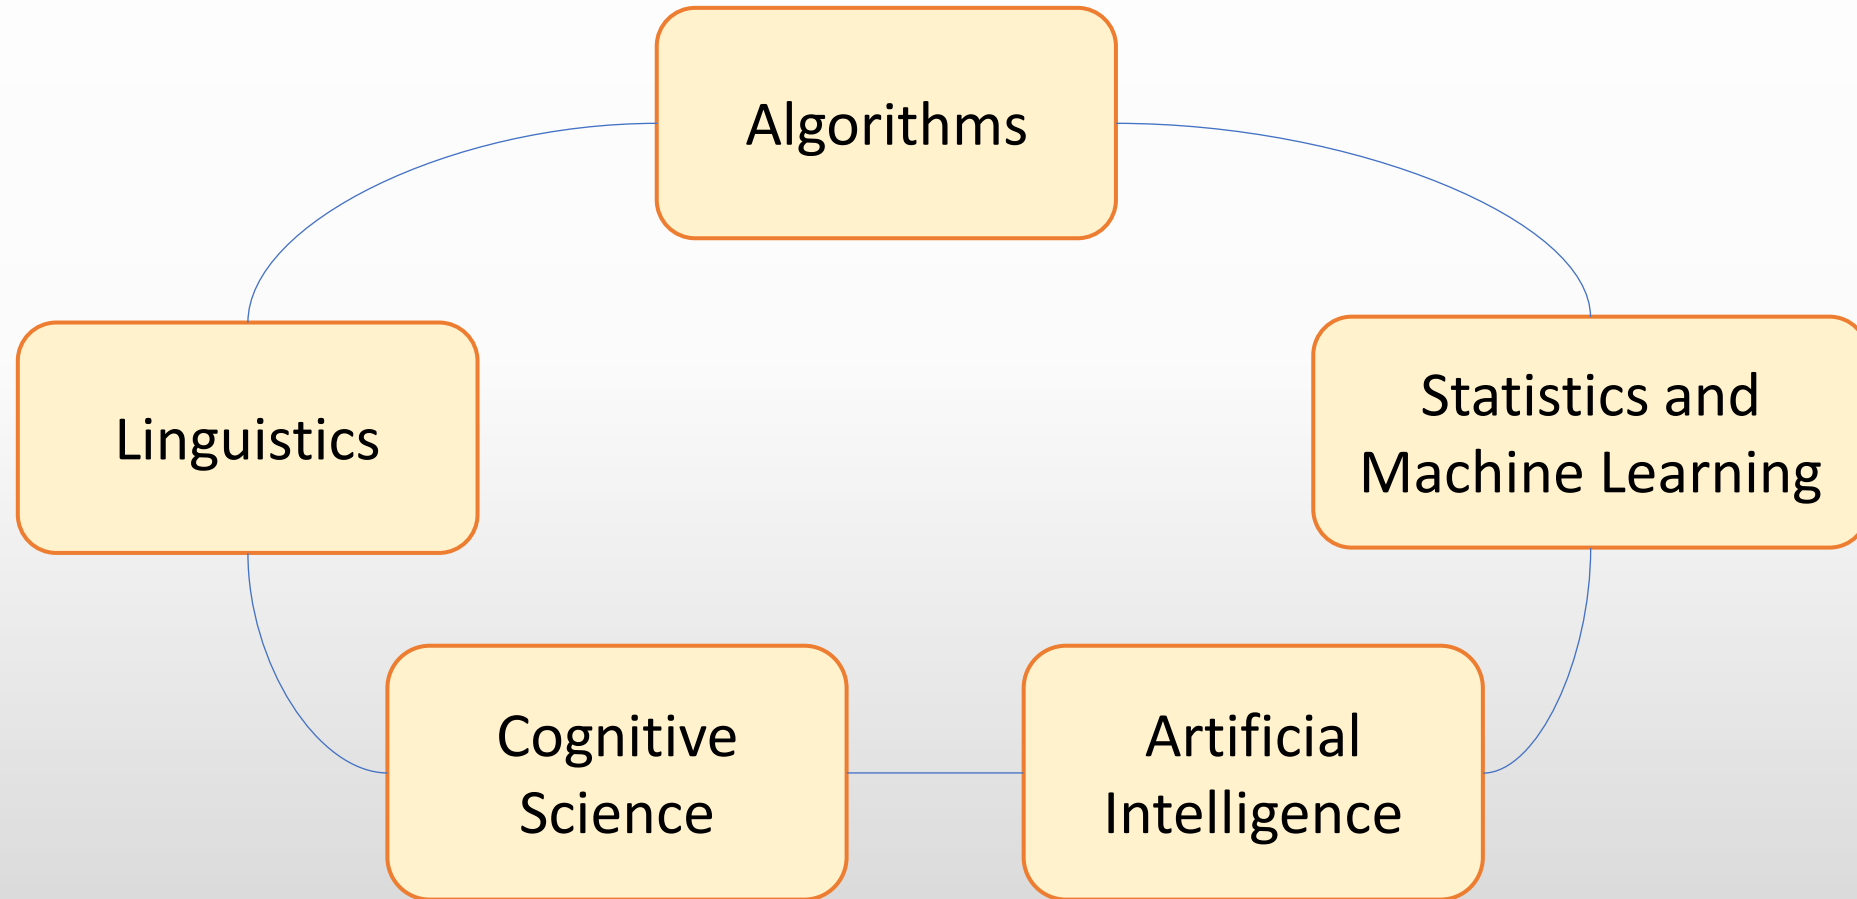 Algorithms
Linguistics
Statistics and
Machine Learning
Cognitive
Science
Artificial
Intelligence